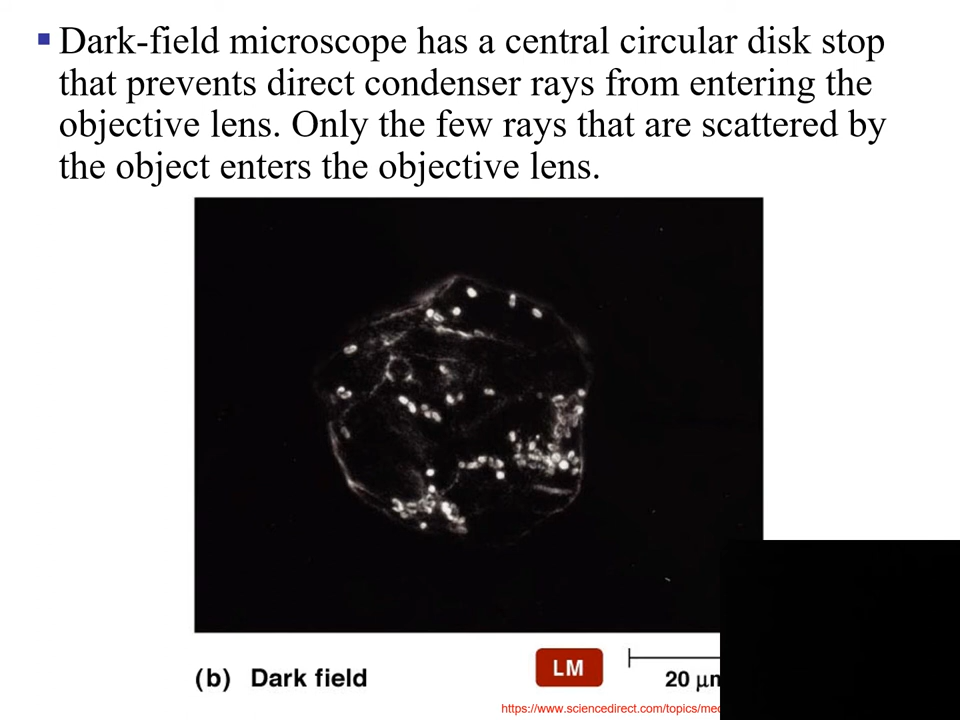 Dark-field microscope has a central circular disk stop
that prevents direct condenser rays from entering the
objective lens. Only the few rays that are scattered by
the object enters the objective lens.
(b) Dark field
LM
20
https://www.sciencedirect.com/topics/